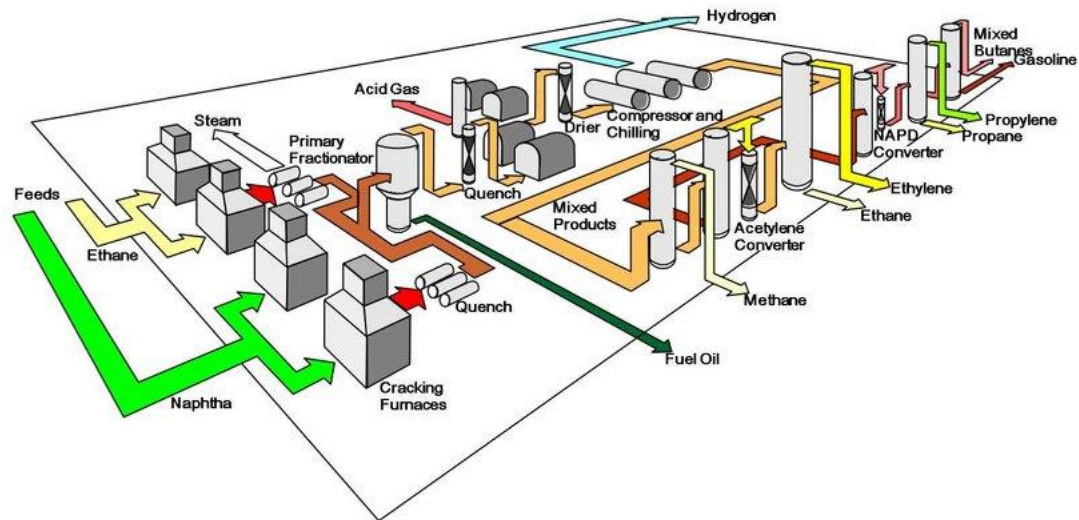 Hydrogen
Mixed
Butanes
Gasoline
Acid Gas
Steam
Primary
Fractionator
Drier
Compressor and
Chilling
Propylene
Propane
NAPD
Converter
Feeds
Quench
Ethylene
Ethane
Mixed
Products
Acetylene
Converter
Ethane
Methane
Quench
Fuel Oil
Cracking
Furnaces
Naphtha